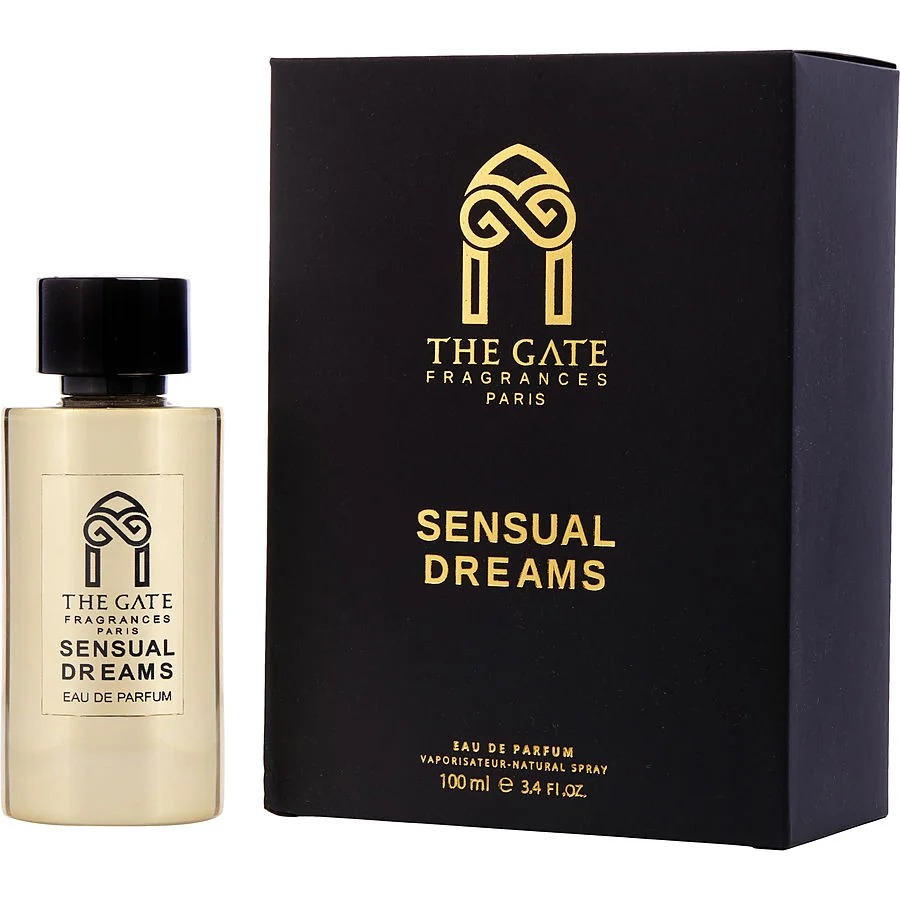 THE GATE
FRAGRANCES
PARIS
SENSUAL
DREAMS
EAU DE PARFUM
THE GATE
FRAGRANCES
PARIS
SENSUAL
DREAMS
EAU DE PARFUM
VAPORISATEUR-NATURAL SPRAY
100 ml e 3.4 Fl.oz.